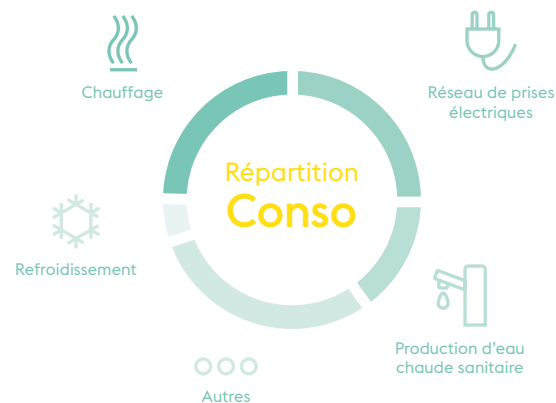 Chauffage
Réseau de prises
électriques
Répartition
Conso
Refroidissement
Production d'eau
chaude sanitaire
Autres